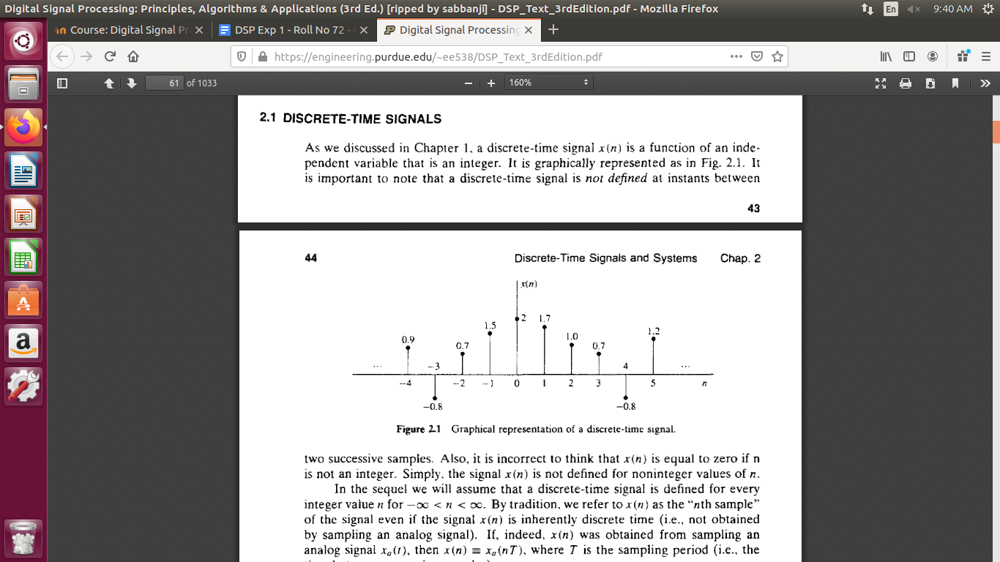 Digital Signal Processing: Principles, Algorithms & Applications (3rd Ed.) [ripped by sabbanji] - DSP_Text_3rdEdition.pdf - Mozilla Firefox
En
9:40 AM
Course: Digital Signal Pr
DSP Exp 1 - Roll No 72 -
Digital Signal Processing
https://engineering.purdue.edu/~ee538/DSP_Text_3rdEdition.pdf
61 of 1033
160%
2.1 DISCRETE-TIME SIGNALS
As we discussed in Chapter 1, a discrete-time signal x(n) is a function of an inde-
pendent variable that is an integer. It is graphically represented as in Fig. 2.1. It
is important to note that a discrete-time signal is not defined at instants between
43
44 Discrete-Time Signals and Systems Chap. 2
x(n)
2 1.7
1.5
1.2
0.9 0.7 1.0 0.7
... −3 4 ...
−4 −2 −1 0 1 2 3 5 n
−0.8 −0.8
Figure 2.1 Graphical representation of a discrete-time signal.
two successive samples. Also, it is incorrect to think that x(n) is equal to zero if n
is not an integer. Simply, the signal x(n) is not defined for noninteger values of n.
In the sequel we will assume that a discrete-time signal is defined for every
integer value n for −∞ < n < ∞. By tradition, we refer to x(n) as the “nth sample”
of the signal even if the signal x(n) is inherently discrete time (i.e., not obtained
by sampling an analog signal). If, indeed, x(n) was obtained from sampling an
analog signal xₐ(t), then x(n) ≡ xₐ(nT), where T is the sampling period (i.e., the